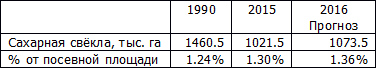 1990 2015 2016
Прогноз
Сахарная свёкла, тыс. га 1460.5 1021.5 1073.5
% от посевной площади 1.24% 1.30% 1.36%